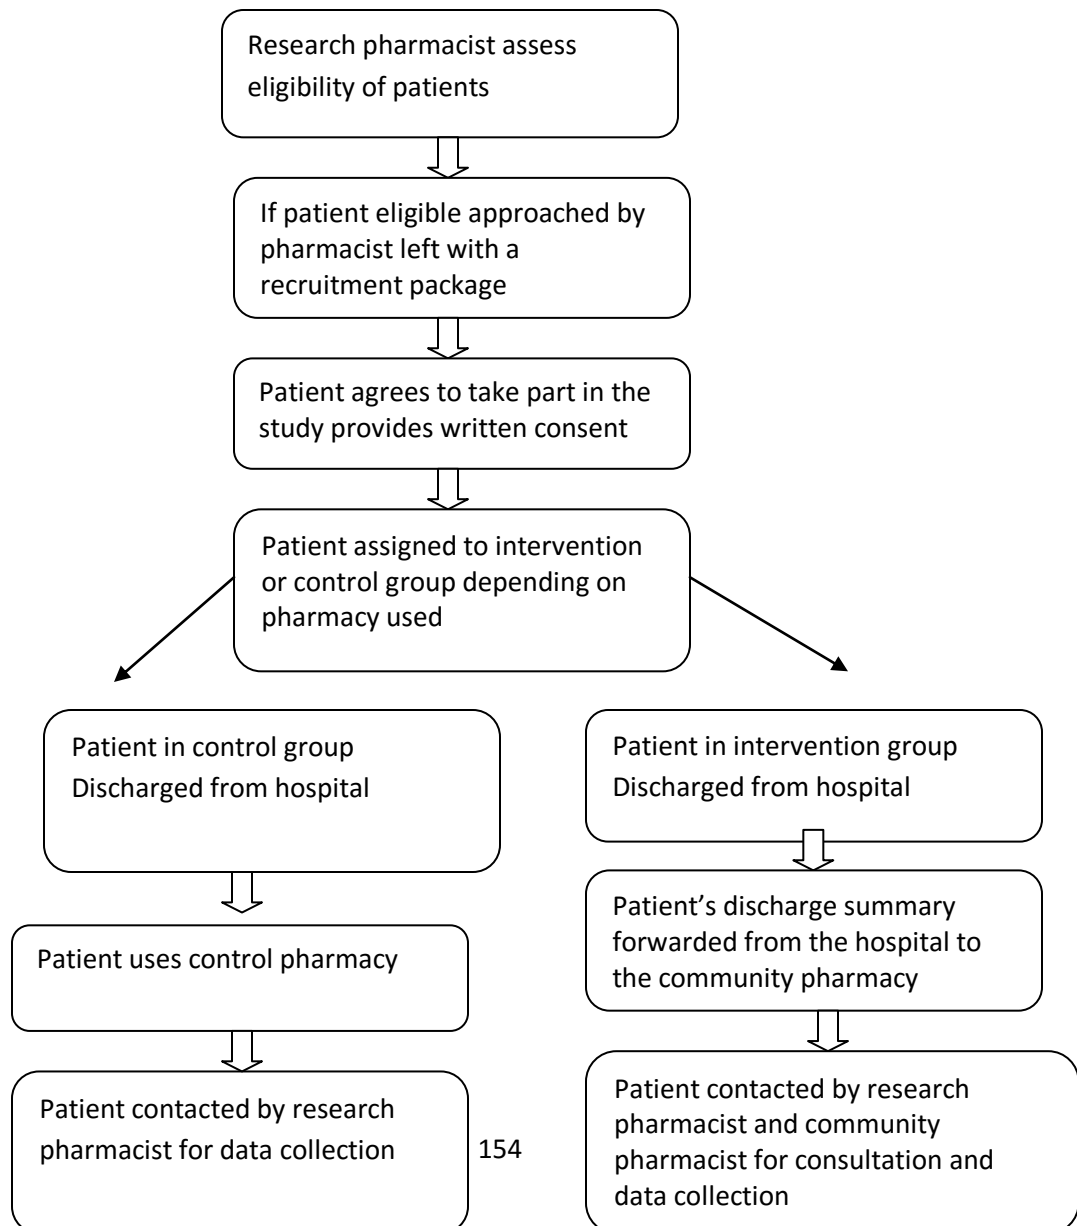 Research pharmacist assess
eligibility of patients
If patient eligible approached by
pharmacist left with a
recruitment package
Patient agrees to take part in the
study provides written consent
Patient assigned to intervention
or control group depending on
pharmacy used
Patient in control group
Discharged from hospital
Patient uses control pharmacy
Patient contacted by research
pharmacist for data collection
Patient in intervention group
Discharged from hospital
Patient’s discharge summary
forwarded from the hospital to
the community pharmacy
Patient contacted by research
pharmacist and community
pharmacist for consultation and
data collection
154